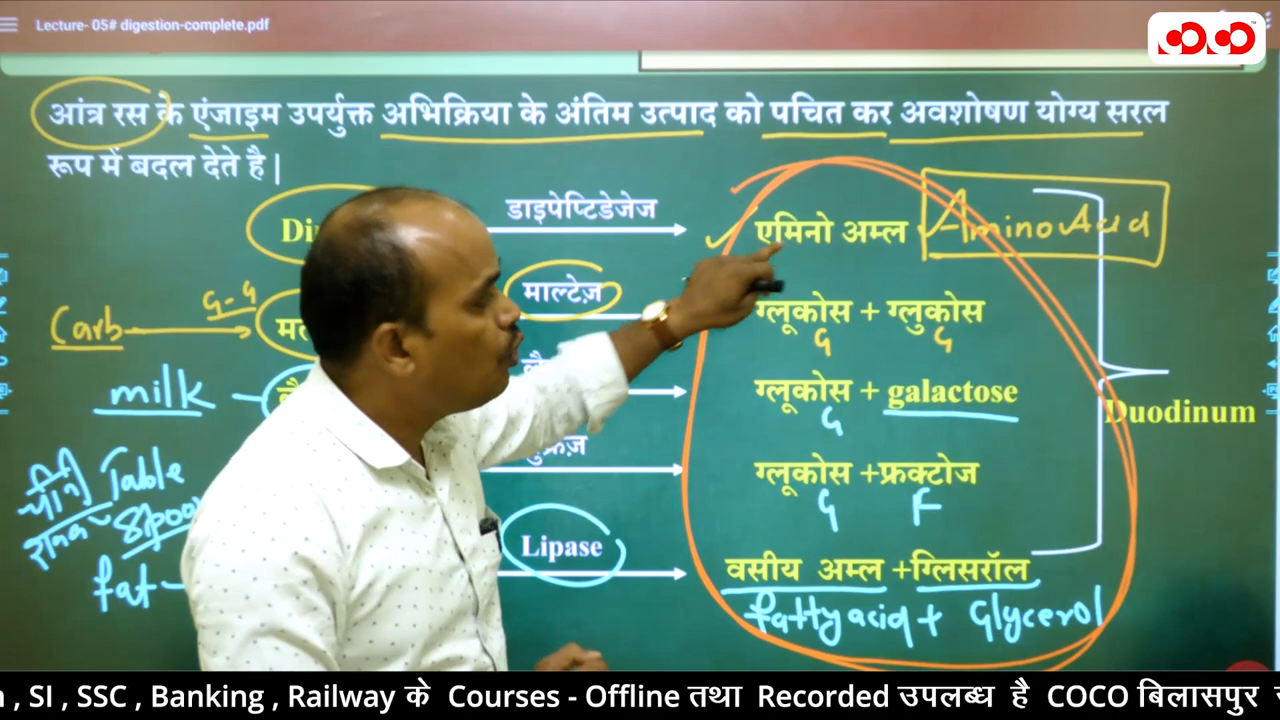 Lecture- 05# digestion-complete.pdf
COCO
आंत्र रस के एंजाइम उपर्युक्त अभिक्रिया के अंतिम उत्पाद को पचित कर अवशोषण योग्य सरल
रूप में बदल देते है |
डाइपेप्टिडेजेज
एमिनो अम्ल
Amino Acid
G-G
Carb
माल्टेज़
ग्लूकोस + ग्लुकोस
G G
milk
ग्लूकोस + galactose
G
Duodinum
चीनी Table
Spoon
ग्लूकोस +फ्रक्टोज
G F
fat
Lipase
वसीय अम्ल +ग्लिसरॉल
fatty acid + Glycerol
, SI , SSC , Banking , Railway के Courses - Offline तथा Recorded उपलब्ध है COCO बिलासपुर